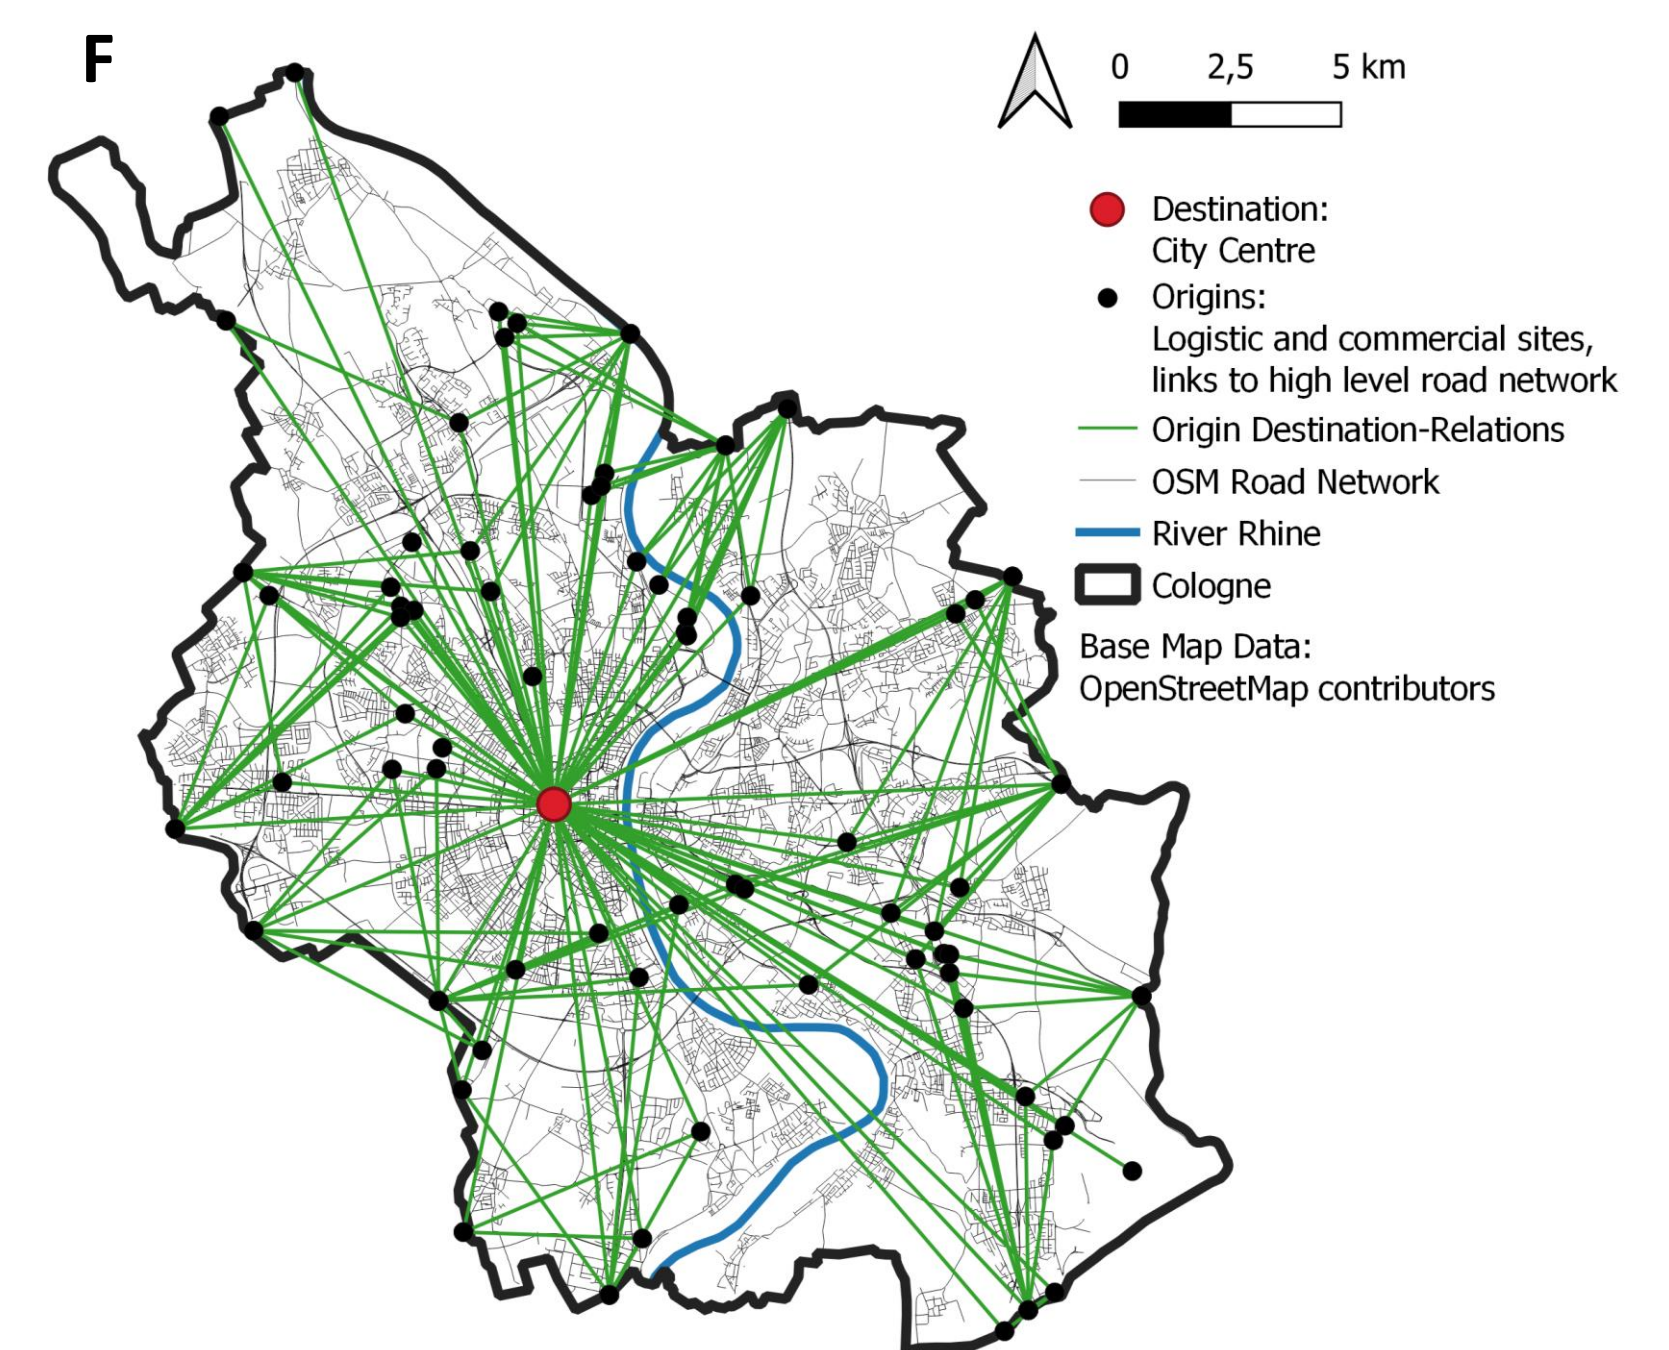 F
0 2,5 5 km
Destination:
City Centre
Origins:
Logistic and commercial sites,
links to high level road network
Origin Destination-Relations
OSM Road Network
River Rhine
Cologne
Base Map Data:
OpenStreetMap contributors